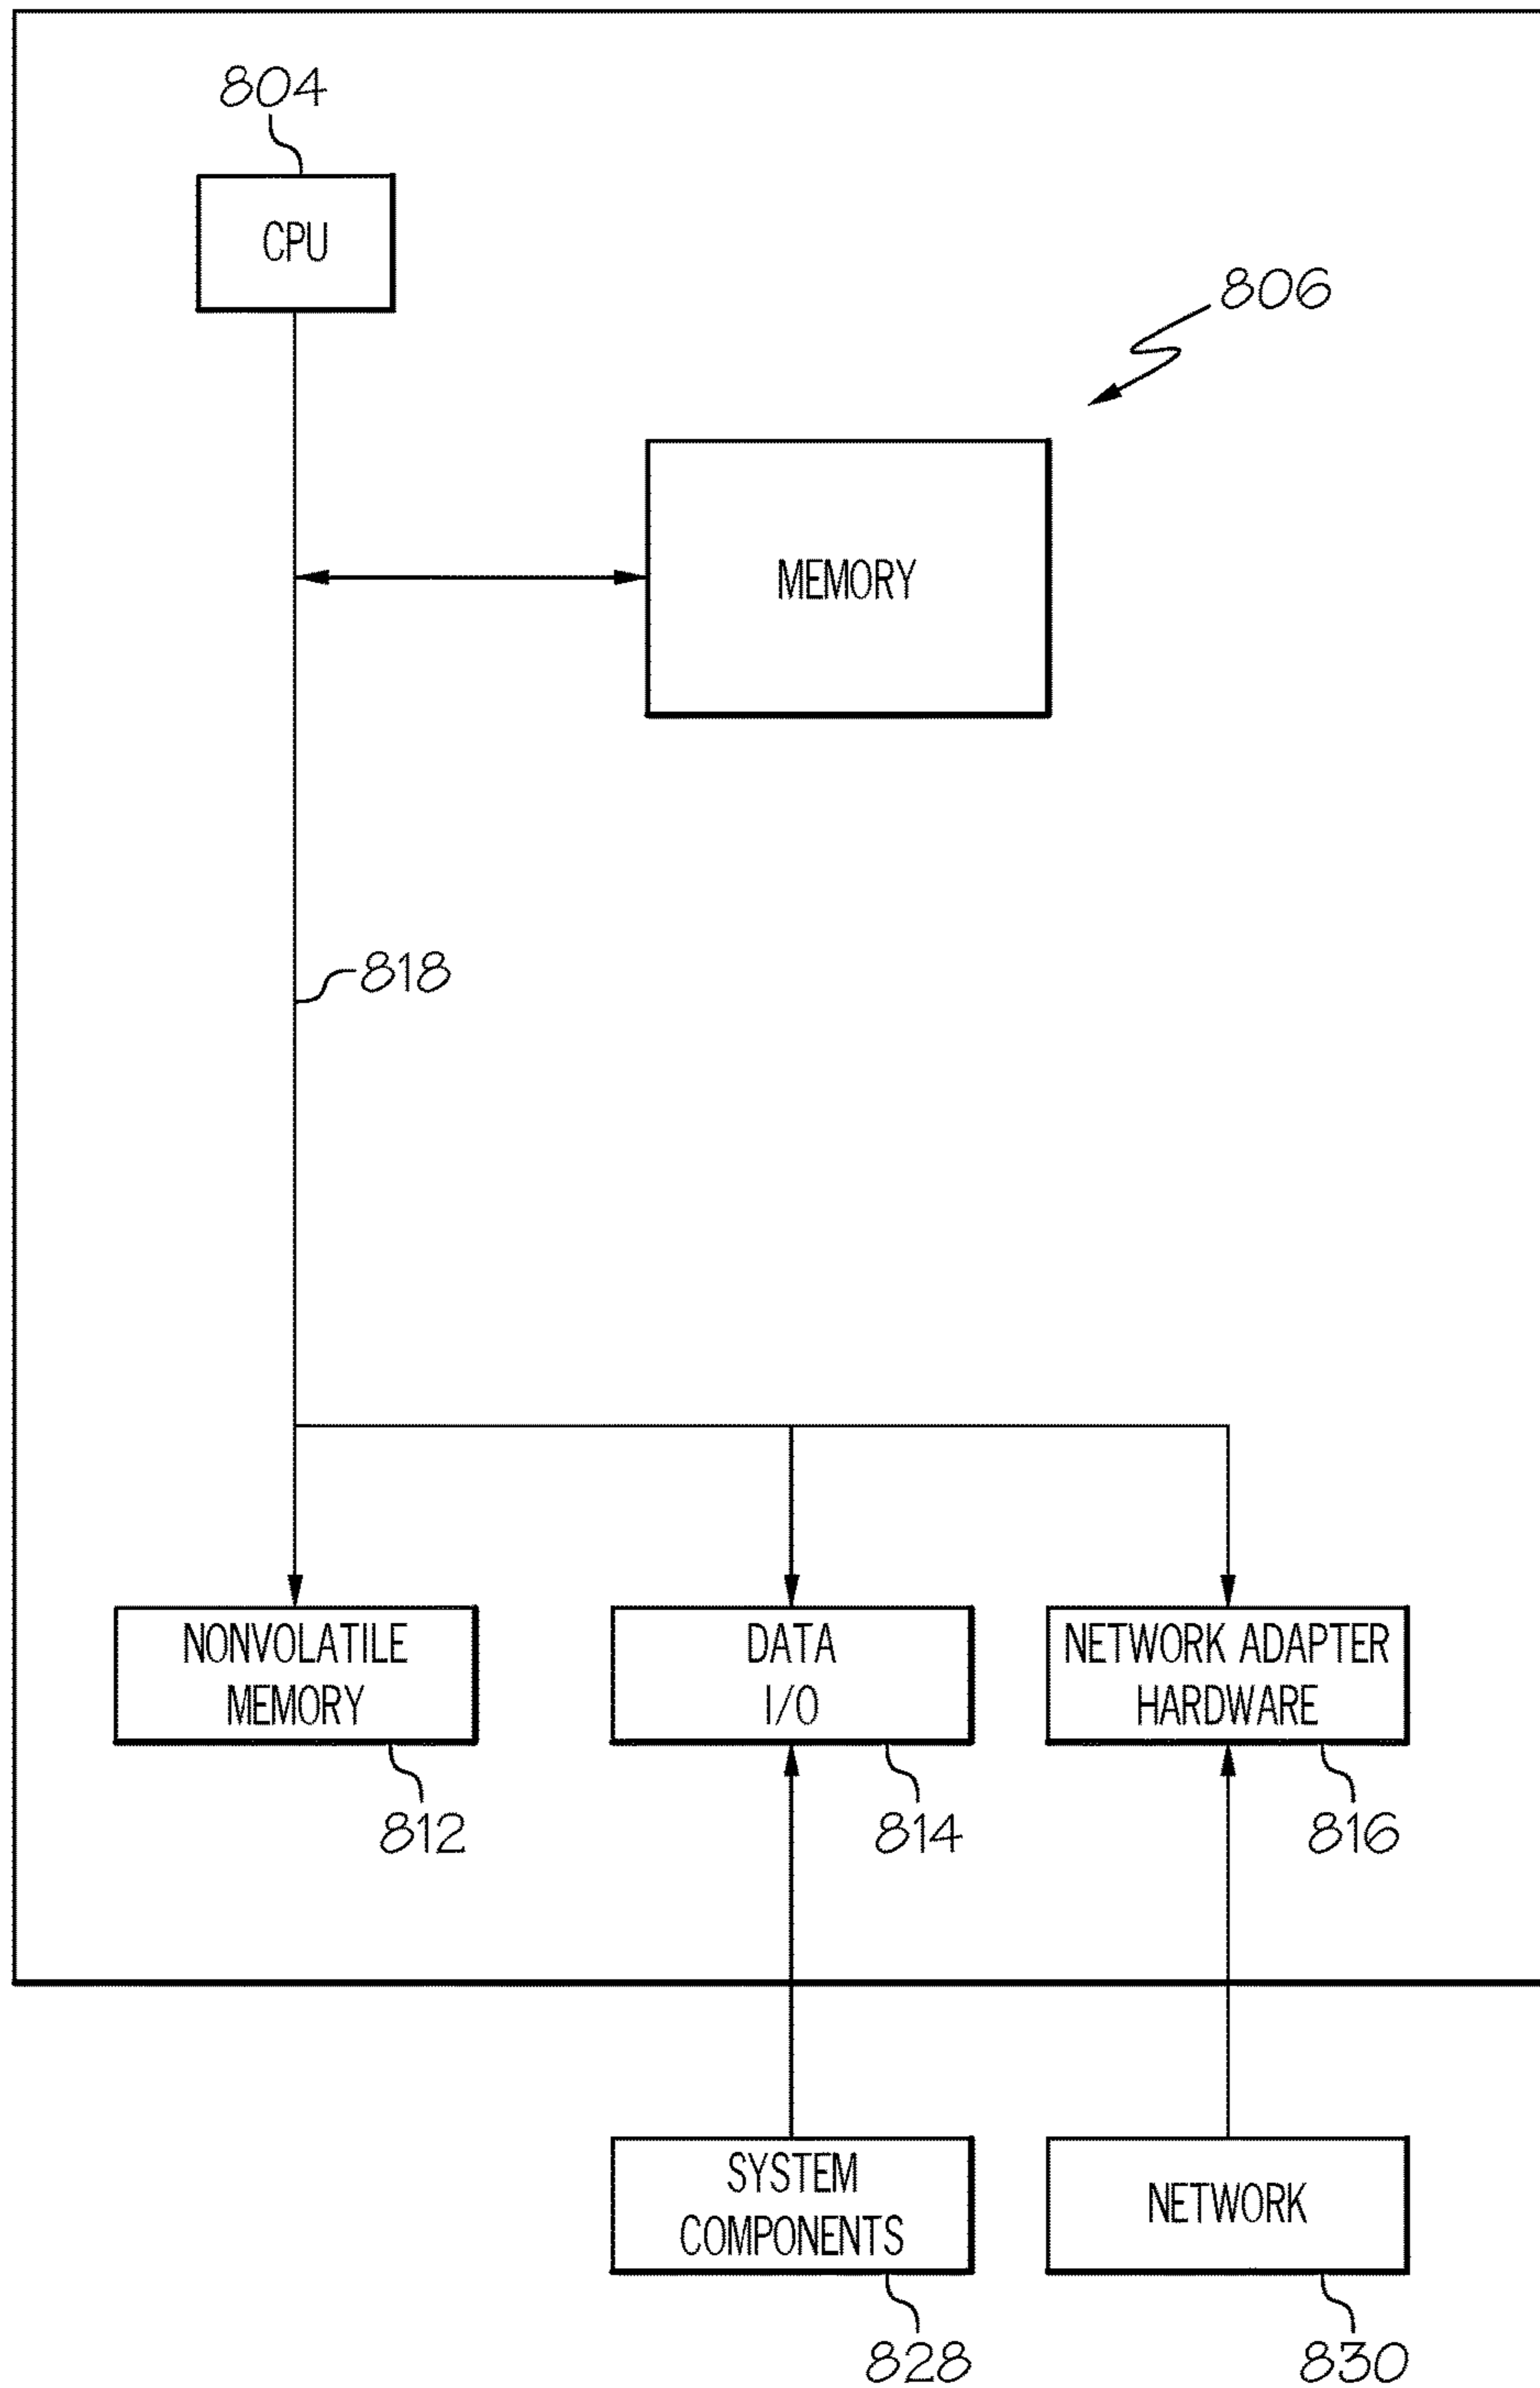 804
CPU
806
MEMORY
818
NONVOLATILE
MEMORY
DATA
I/O
NETWORK ADAPTER
HARDWARE
812
814
816
SYSTEM
COMPONENTS
NETWORK
828
830